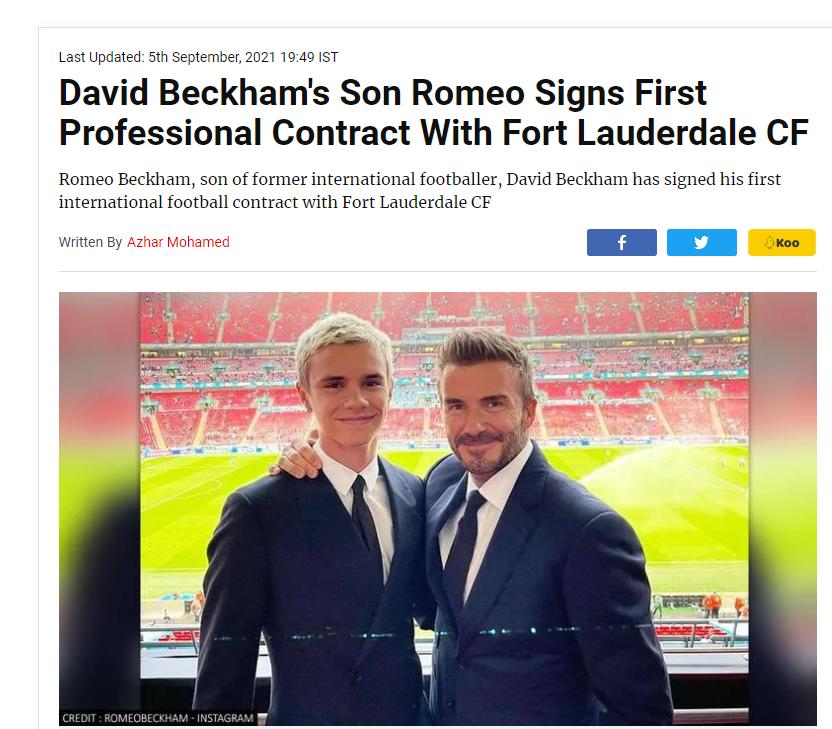 Last Updated: 5th September, 2021 19:49 IST
David Beckham's Son Romeo Signs First
Professional Contract With Fort Lauderdale CF
Romeo Beckham, son of former international footballer, David Beckham has signed his first
international football contract with Fort Lauderdale CF
Written By Azhar Mohamed
Koo
CREDIT : ROMEOBECKHAM - INSTAGRAM